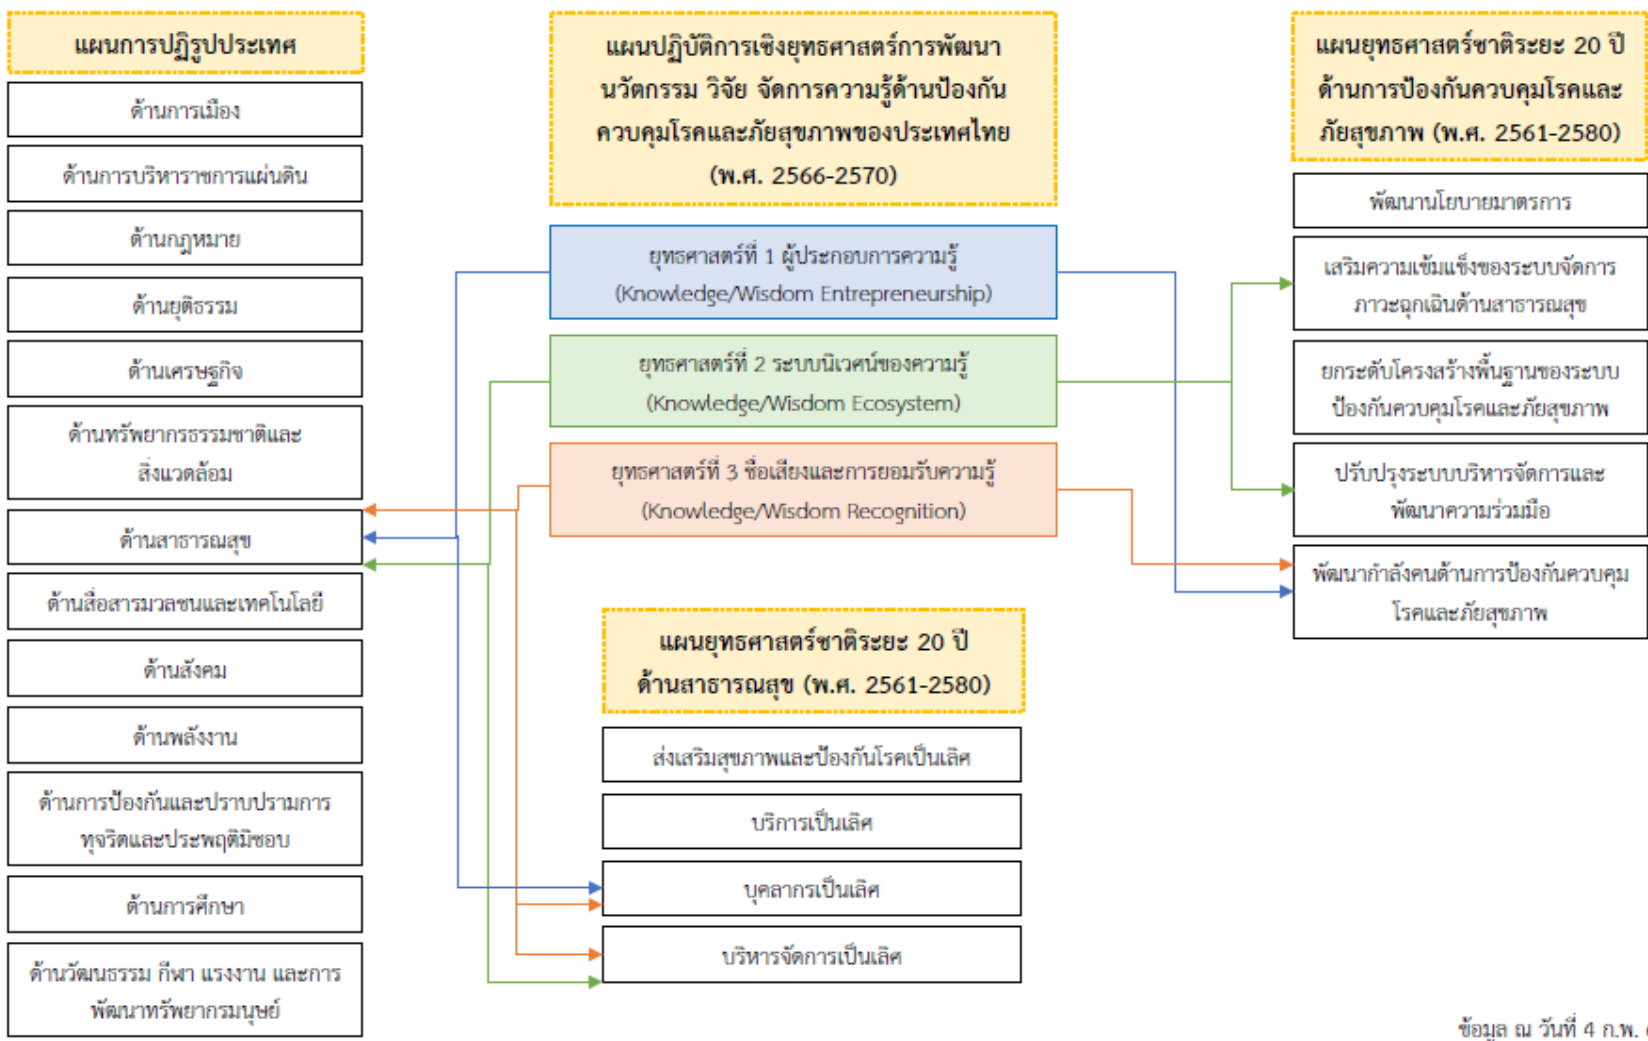 แผนการปฏิรูปประเทศ
ด้านการเมือง
ด้านการบริหาราชการแผ่นดิน
ด้านกฎหมาย
ด้านยุติธรรม
ด้านเศรษฐกิจ
ด้านทรัพยากรธรรมชาติและ
สิ่งแวดล้อม
ด้านสาธารณสุข
ด้านสื่อสารมวลชนและเทคโนโลยี
ด้านสังคม
ด้านพลังงาน
ด้านการป้องกันและปราบปรามการ
ทุจริตและประพฤติมิชอบ
ด้านการศึกษา
ด้านวัฒนธรรม กีฬา แรงงาน และการ
พัฒนาทรัพยากรมนุษย์
แผนปฏิบัติการเชิงยุทธศาสตร์การพัฒนา
นวัตกรรม วิจัย จัดการความรู้ด้านป้องกัน
ควบคุมโรคและภัยสุขภาพของประเทศไทย
(พ.ศ. 2566-2570)
ยุทธศาสตร์ที่ 1 ผู้ประกอบการความรู้
(Knowledge/Wisdom Entrepreneurship)
ยุทธศาสตร์ที่ 2 ระบบนิเวศน์ของความรู้
(Knowledge/Wisdom Ecosystem)
ยุทธศาสตร์ที่ 3 ชื่อเสียงและการยอมรับความรู้
(Knowledge/Wisdom Recognition)
แผนยุทธศาสตร์ชาติระยะ 20 ปี
ด้านสาธารณสุข (พ.ศ. 2561-2580)
ส่งเสริมสุขภาพและป้องกันโรคเป็นเลิศ
บริการเป็นเลิศ
บุคลากรเป็นเลิศ
บริหารจัดการเป็นเลิศ
แผนยุทธศาสตร์ชาติระยะ 20 ปี
ด้านการป้องกันควบคุมโรคและ
ภัยสุขภาพ (พ.ศ. 2561-2580)
พัฒนานโยบายมาตรการ
เสริมความเข้มแข็งของระบบจัดการ
ภาวะฉุกเฉินด้านสาธารณสุข
ยกระดับโครงสร้างพื้นฐานของระบบ
ป้องกันควบคุมโรคและภัยสุขภาพ
ปรับปรุงระบบบริหารจัดการและ
พัฒนาความร่วมมือ
พัฒนากำลังคนด้านการป้องกันควบคุม
โรคและภัยสุขภาพ
ข้อมูล ณ วันที่ 4 ก.พ.